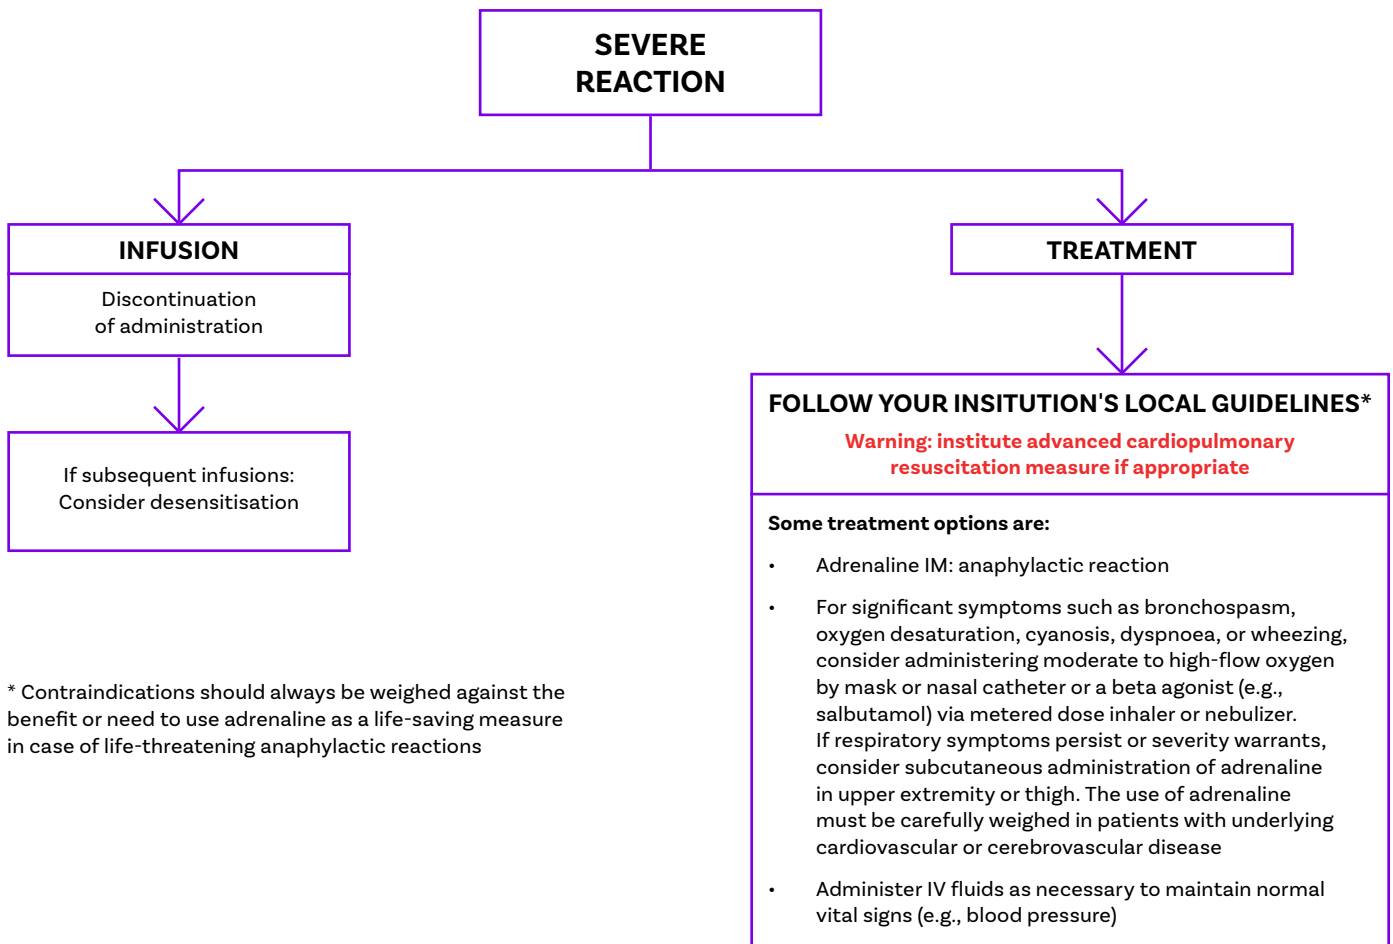 SEVERE
REACTION
INFUSION
Discontinuation
of administration
If subsequent infusions:
Consider desensitisation
* Contraindications should always be weighed against the
benefit or need to use adrenaline as a life-saving measure
in case of life-threatening anaphylactic reactions
TREATMENT
FOLLOW YOUR INSITUTION'S LOCAL GUIDELINES*
Warning: institute advanced cardiopulmonary
resuscitation measure if appropriate
Some treatment options are:
• Adrenaline IM: anaphylactic reaction
• For significant symptoms such as bronchospasm,
oxygen desaturation, cyanosis, dyspnoea, or wheezing,
consider administering moderate to high-flow oxygen
by mask or nasal catheter or a beta agonist (e.g.,
salbutamol) via metered dose inhaler or nebulizer.
If respiratory symptoms persist or severity warrants,
consider subcutaneous administration of adrenaline
in upper extremity or thigh. The use of adrenaline
must be carefully weighed in patients with underlying
cardiovascular or cerebrovascular disease
• Administer IV fluids as necessary to maintain normal
vital signs (e.g., blood pressure)